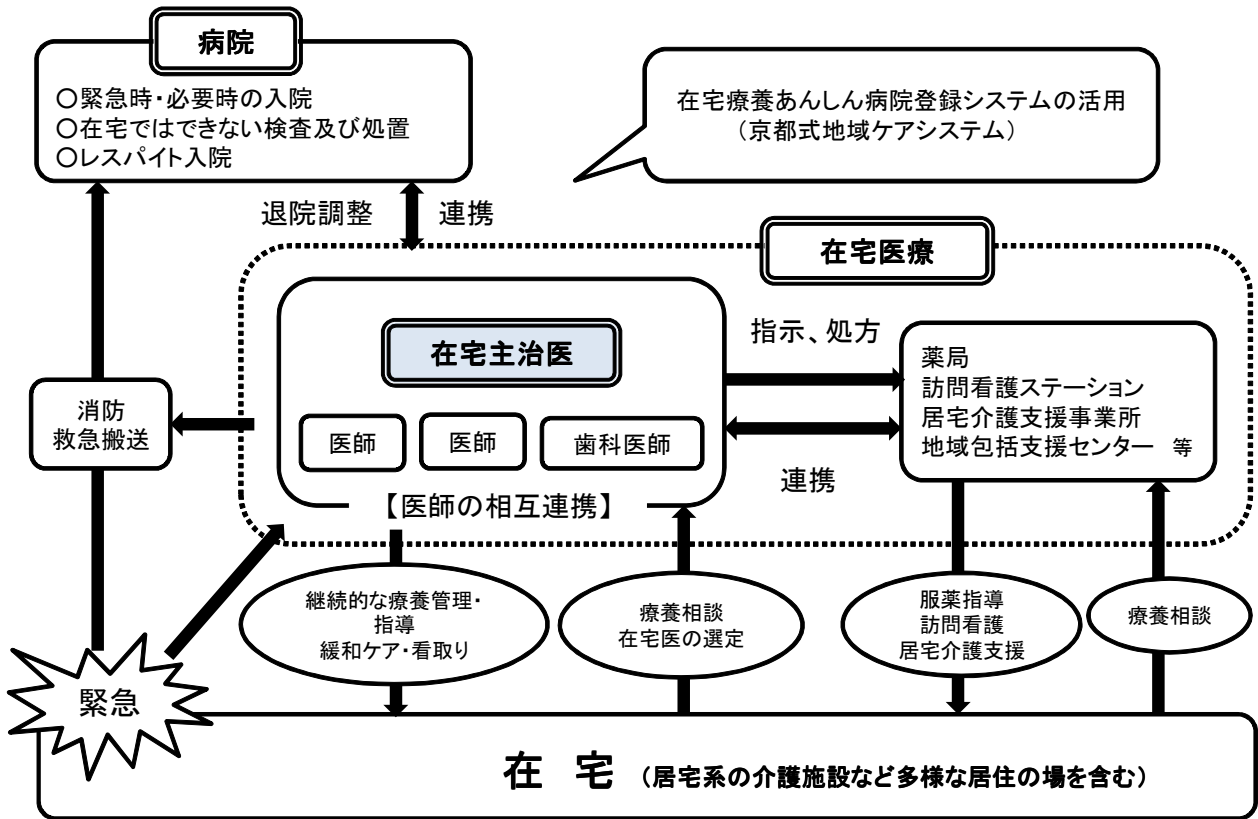 病院
〇緊急時・必要時の入院
〇在宅ではできない検査及び処置
〇レスパイト入院
在宅療養あんしん病院登録システムの活用
(京都式地域ケアシステム)
退院調整
連携
在宅医療
在宅主治医
医師
医師
歯科医師
【医師の相互連携】
指示、処方
連携
薬局
訪問看護ステーション
居宅介護支援事業所
地域包括支援センター 等
消防
救急搬送
継続的な療養管理・
指導
緩和ケア・看取り
療養相談
在宅医の選定
服薬指導
訪問看護
居宅介護支援
療養相談
緊急
在 宅 (居宅系の介護施設など多様な居住の場を含む)